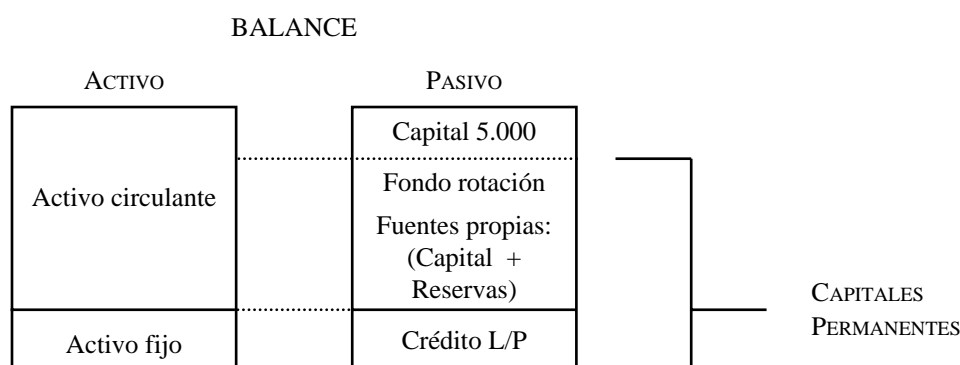 BALANCE
ACTIVO
PASIVO
Capital 5.000
Activo circulante
Fondo rotación
Fuentes propias:
(Capital +
Reservas)
CAPITALES
PERMANENTES
Activo fijo
Crédito L/P